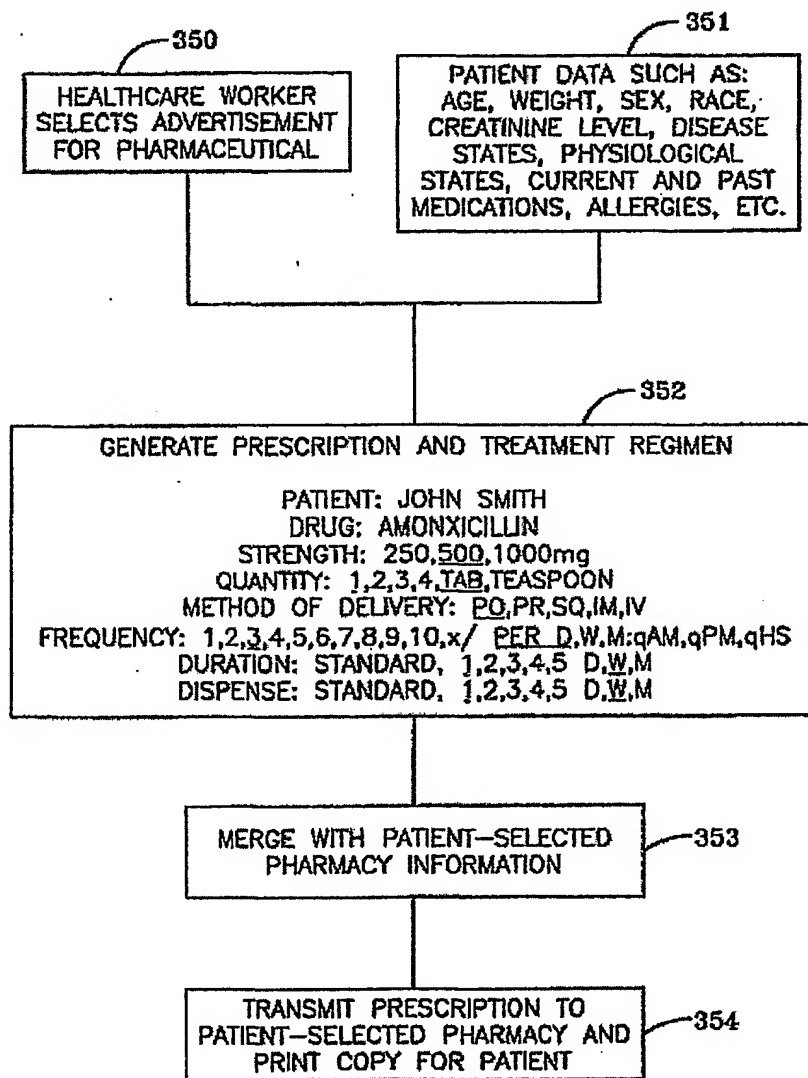 350
HEALTHCARE WORKER
SELECTS ADVERTISEMENT
FOR PHARMACEUTICAL
351
PATIENT DATA SUCH AS:
AGE, WEIGHT, SEX, RACE,
CREATININE LEVEL, DISEASE
STATES, PHYSIOLOGICAL
STATES, CURRENT AND PAST
MEDICATIONS, ALLERGIES, ETC.
352
GENERATE PRESCRIPTION AND TREATMENT REGIMEN
PATIENT: JOHN SMITH
DRUG: AMONXICILLIN
STRENGTH: 250,500,1000mg
QUANTITY: 1,2,3,4,TAB,TEASPOON
METHOD OF DELIVERY: PO,PR,SQ,IM,IV
FREQUENCY: 1,2,3,4,5,6,7,8,9,10,x/ PER D,W,M:qAM,qPM,qHS
DURATION: STANDARD, 1,2,3,4,5 D,W,M
DISPENSE: STANDARD, 1,2,3,4,5 D,W,M
MERGE WITH PATIENT-SELECTED
PHARMACY INFORMATION
353
TRANSMIT PRESCRIPTION TO
PATIENT-SELECTED PHARMACY AND
PRINT COPY FOR PATIENT
354